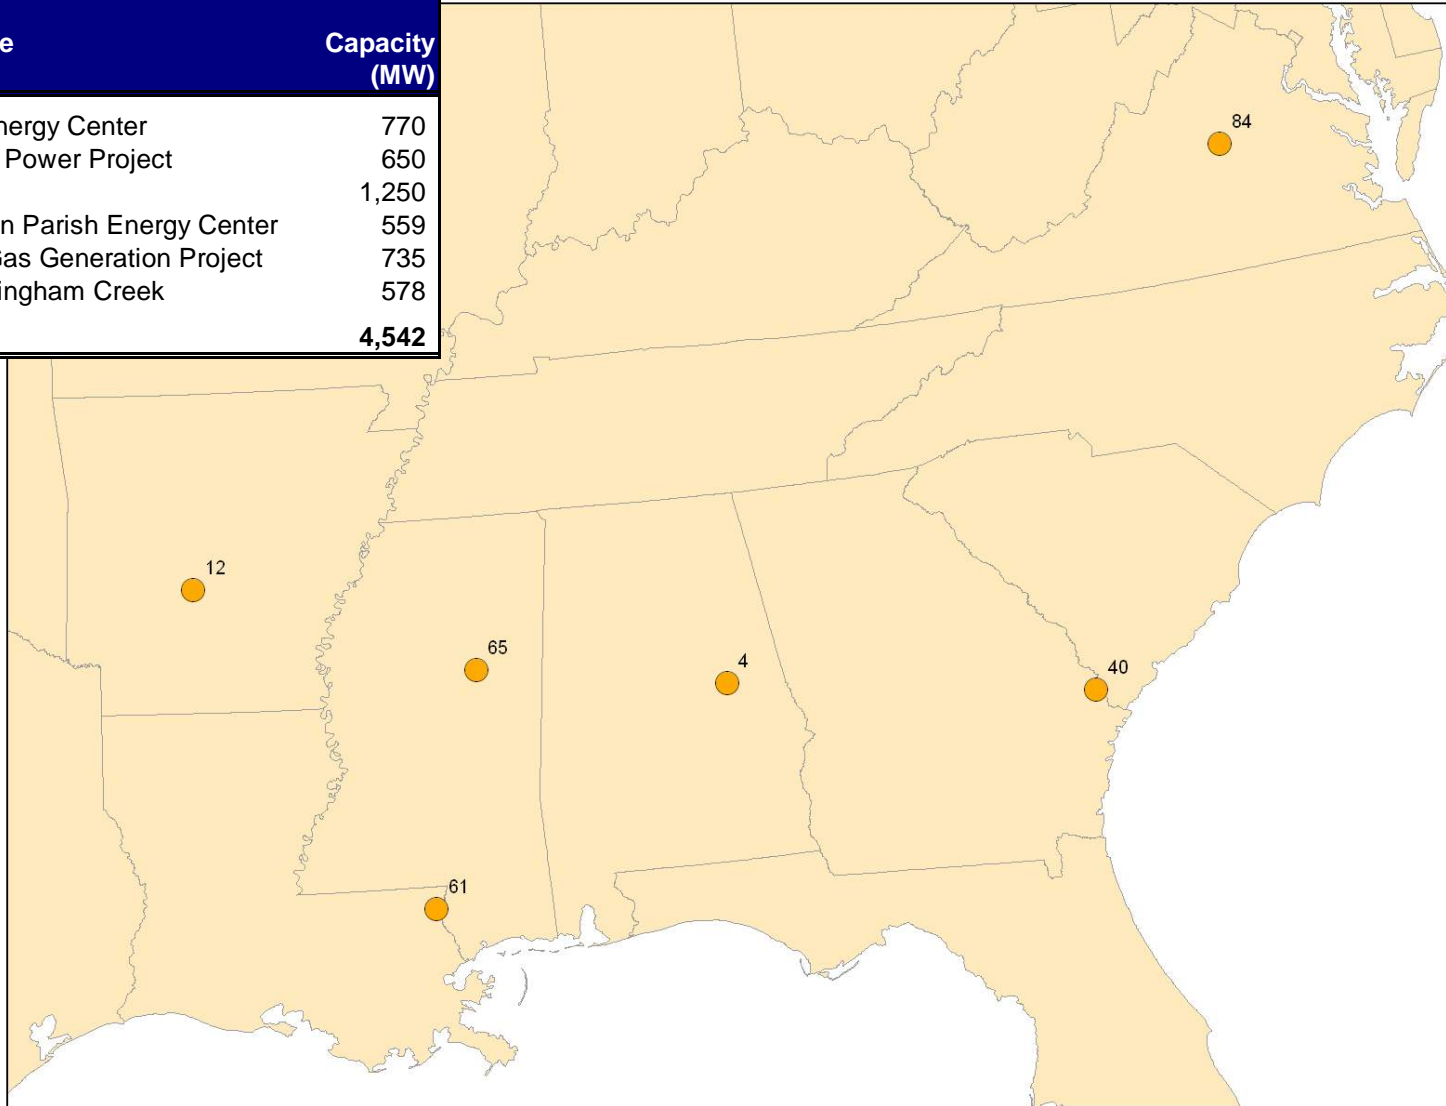 e Capacity
(MW)
nergy Center 770
Power Project 650
1,250
n Parish Energy Center 559
Gas Generation Project 735
ingham Creek 578
4,542
84
12
65
4
40
61